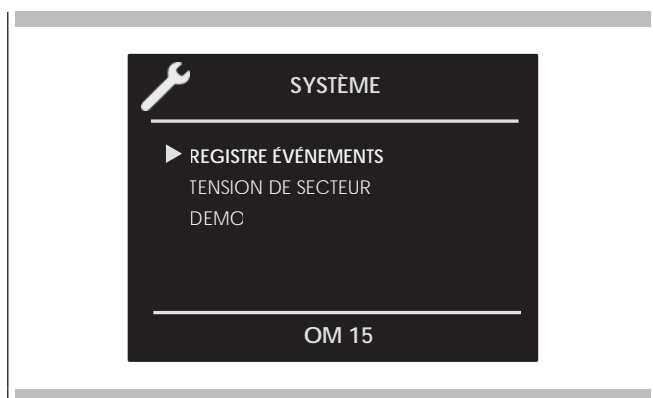 SYSTÈME
REGISTRE ÉVÉNEMENTS
TENSION DE SECTEUR
DEMO
OM 15